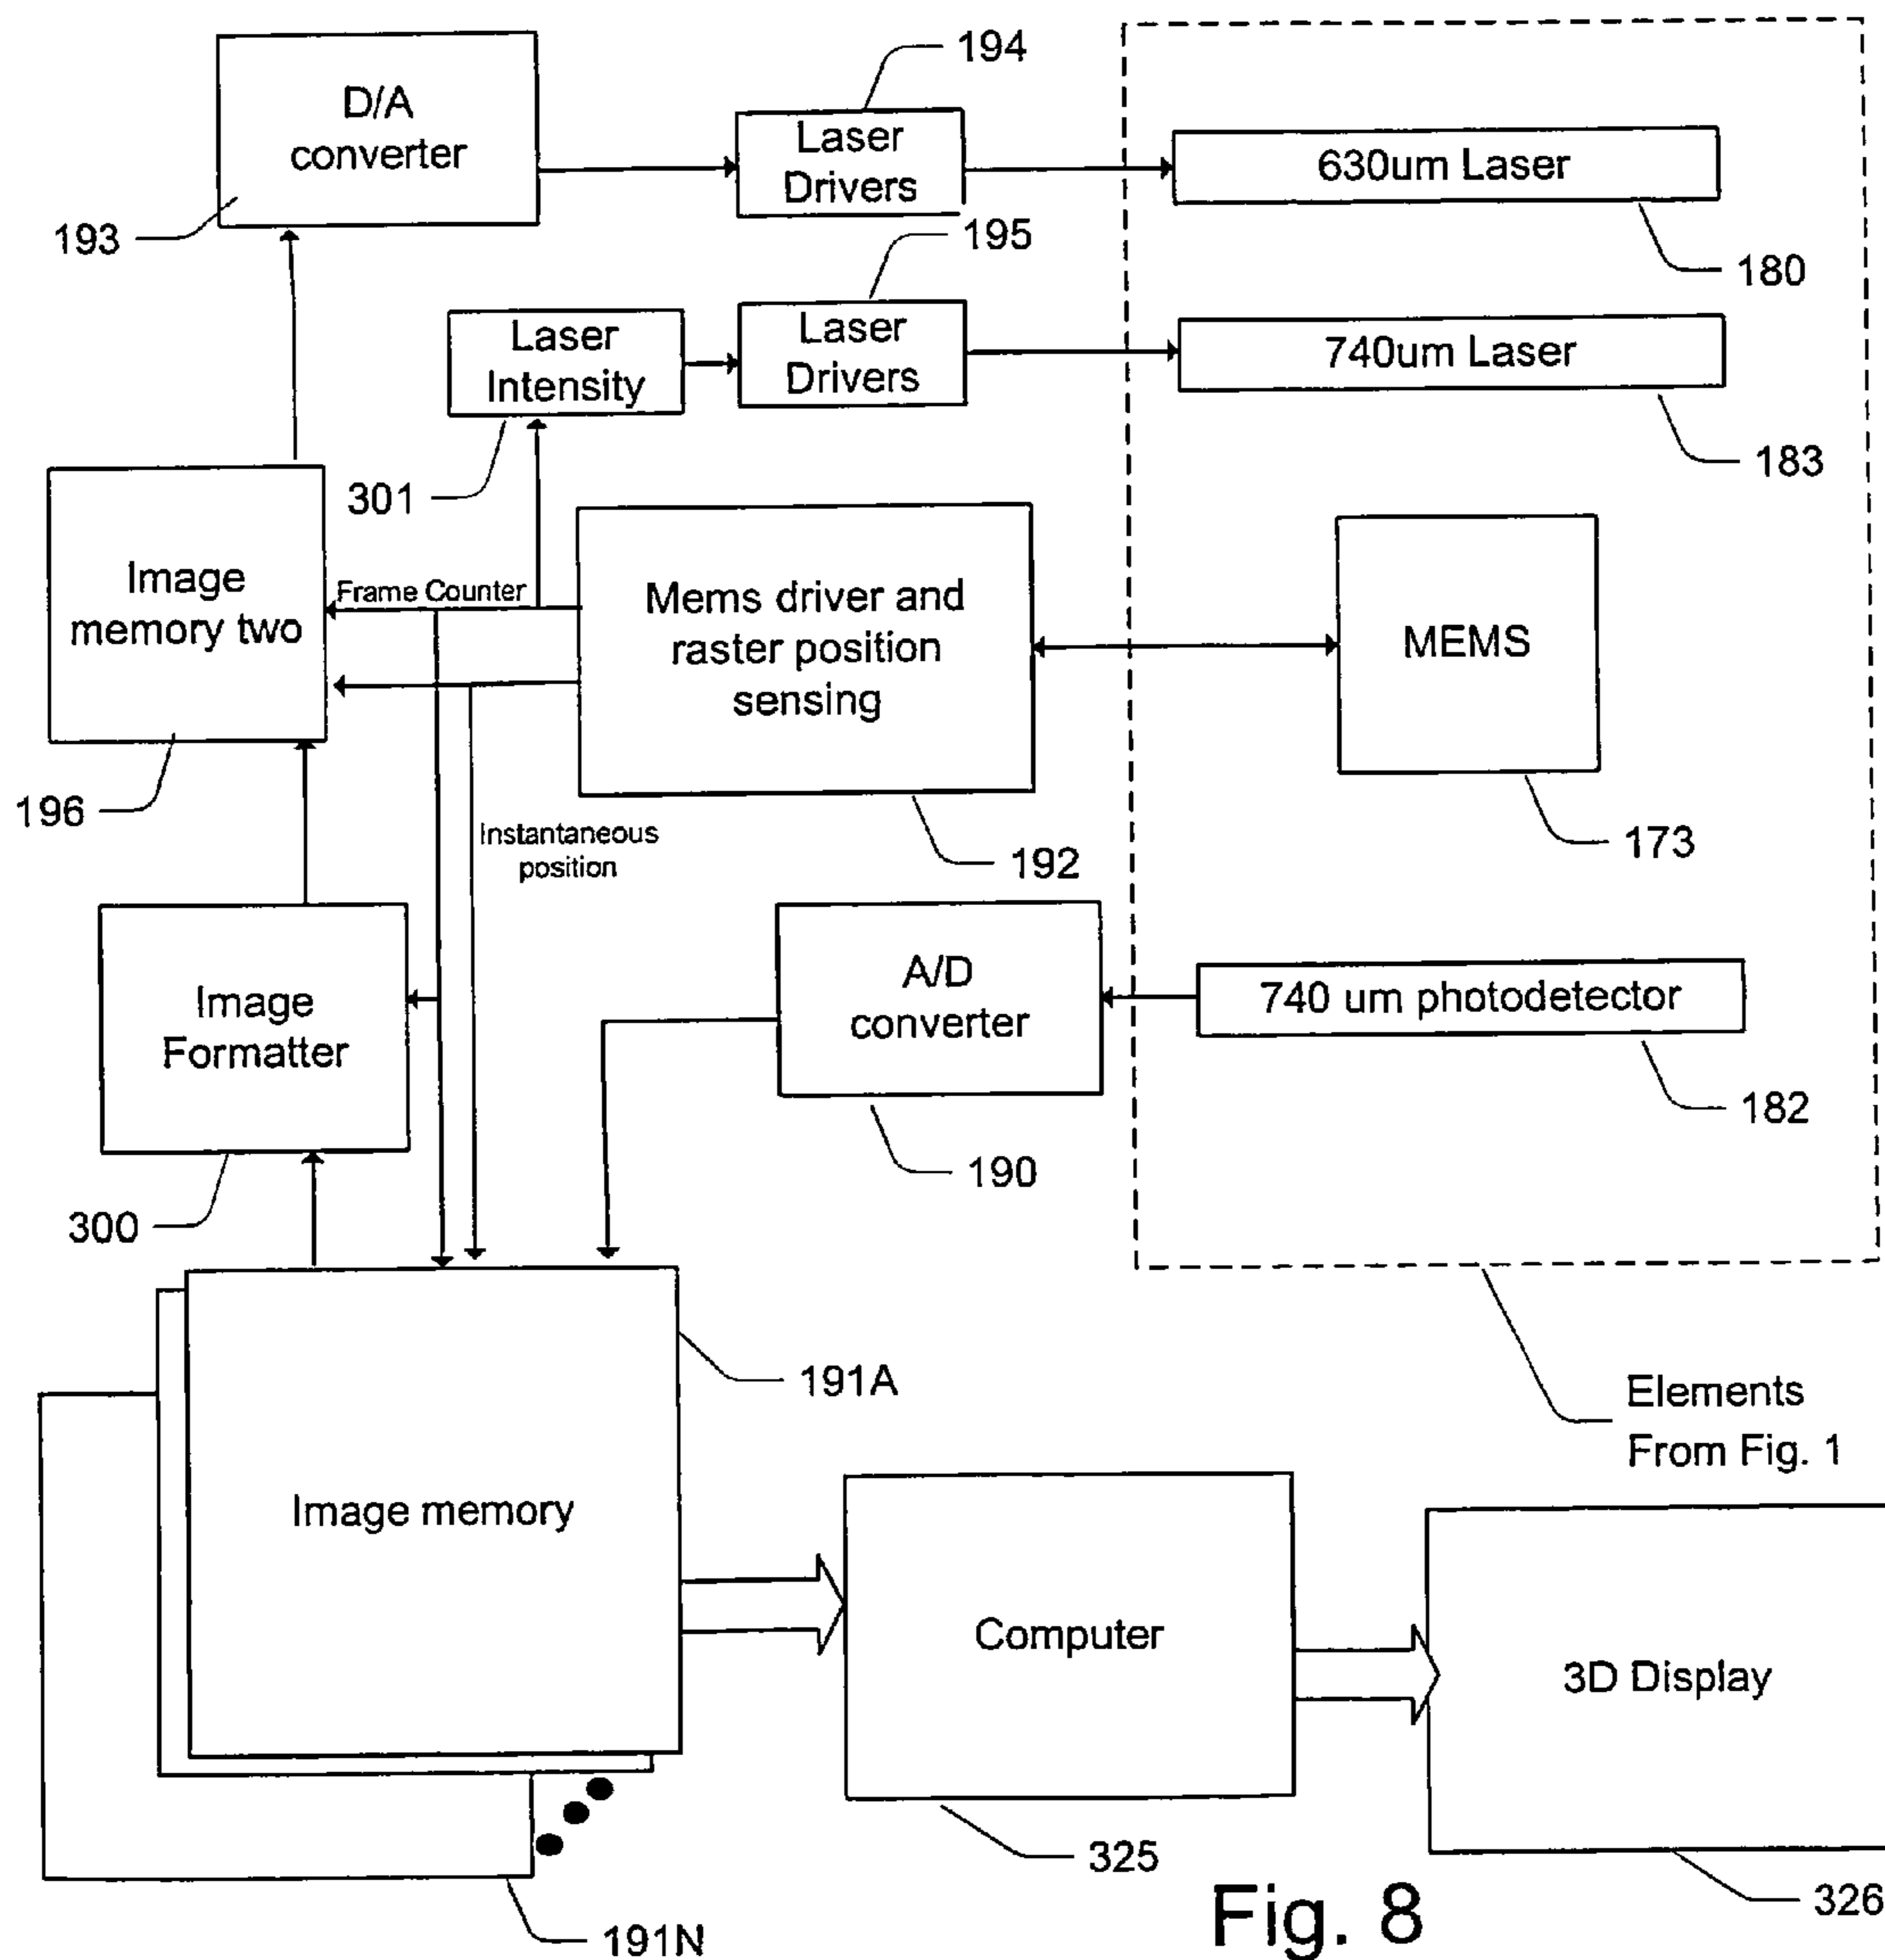 194
D/A
converter
Laser
Drivers
630um Laser
193
195
180
Laser
Intensity
Laser
Drivers
740um Laser
301
183
Image
memory two
Frame Counter
Mems driver and
raster position
sensing
MEMS
196
Instantaneous
position
192
173
Image
Formatter
A/D
converter
740 um photodetector
182
190
300
191A
Elements
From Fig. 1
Image memory
Computer
3D Display
325
326
191N
Fig. 8